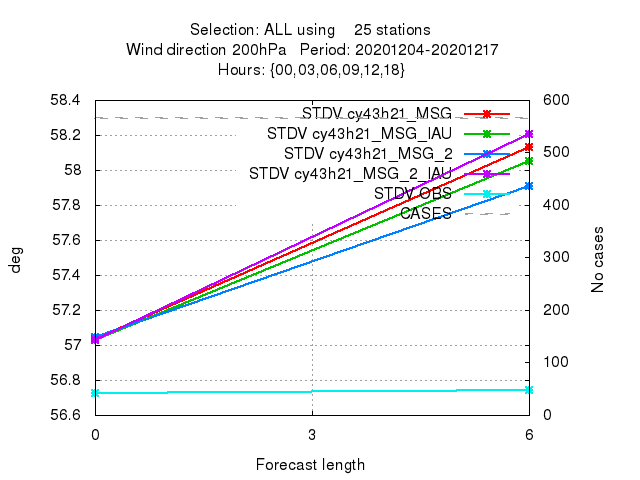 Selection: ALL using 25 stations
Wind direction 200hPa Period: 20201204-20201217
Hours: {00,03,06,09,12,18}
58.4
58.2
58
57.8
57.6
57.4
57.2
57
56.8
56.6
deg
STDV cy43h21_MSG
STDV cy43h21_MSG_IAU
STDV cy43h21_MSG_2
STDV cy43h21_MSG_2_IAU
STDV OBS
CASES
600
500
400
300
200
100
0
No cases
0 3 6
Forecast length